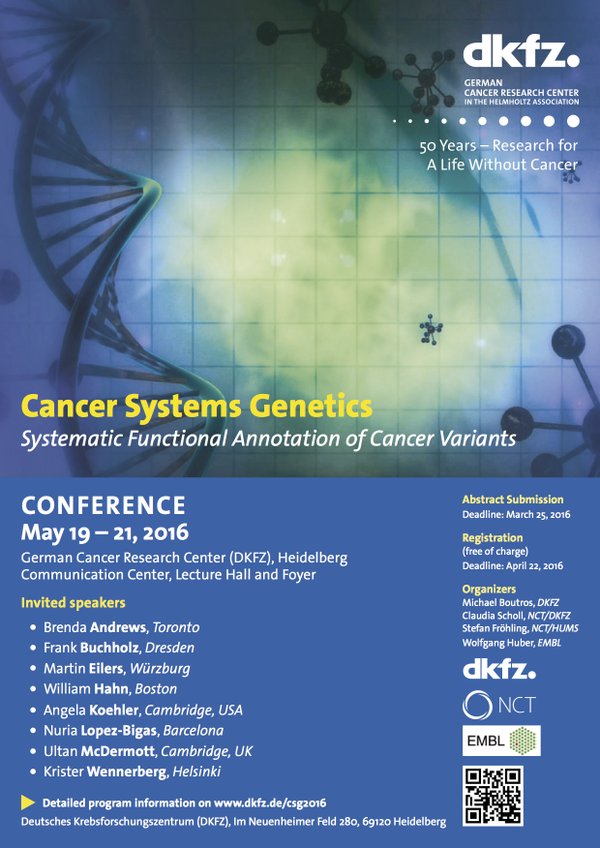 dkfz.
GERMAN
CANCER RESEARCH CENTER
IN THE HELMHOLTZ ASSOCIATION
50 Years – Research for
A Life Without Cancer
Cancer Systems Genetics
Systematic Functional Annotation of Cancer Variants
CONFERENCE
May 19 – 21, 2016
German Cancer Research Center (DKFZ), Heidelberg
Communication Center, Lecture Hall and Foyer
Invited speakers
• Brenda Andrews, Toronto
• Frank Buchholz, Dresden
• Martin Eilers, Würzburg
• William Hahn, Boston
• Angela Koehler, Cambridge, USA
• Nuria Lopez-Bigas, Barcelona
• Ultan McDermott, Cambridge, UK
• Krister Wennerberg, Helsinki
Detailed program information on www.dkfz.de/csg2016
Deutsches Krebsforschungszentrum (DKFZ), Im Neuenheimer Feld 280, 69120 Heidelberg
Abstract Submission
Deadline: March 25, 2016
Registration
(free of charge)
Deadline: April 22, 2016
Organizers
Michael Boutros, DKFZ
Claudia Scholl, NCT/DKFZ
Stefan Fröhling, NCT/HUMS
Wolfgang Huber, EMBL
dkfz.
NCT
EMBL